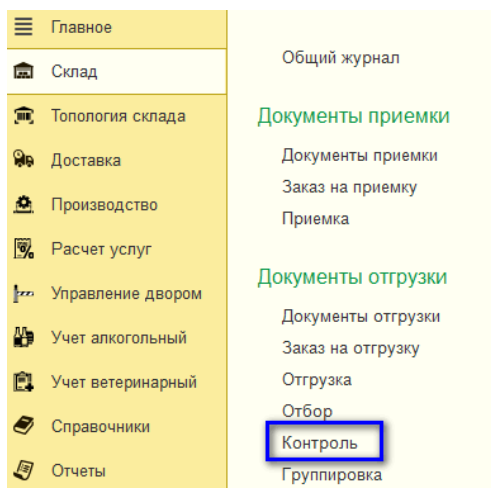 Главное
Склад
Топология склада
Доставка
Производство
Расчет услуг
Управление двором
Учет алкогольный
Учет ветеринарный
Справочники
Отчеты
Общий журнал
Документы приемки
Документы приемки
Заказ на приемку
Приемка
Документы отгрузки
Документы отгрузки
Заказ на отгрузку
Отгрузка
Отбор
Контроль
Группировка